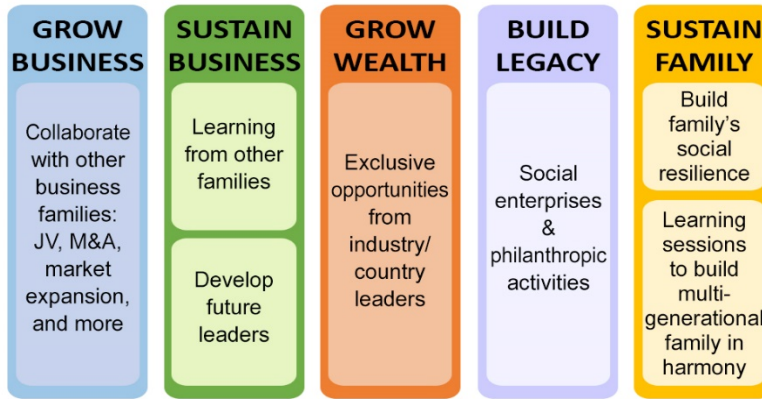 GROW
BUSINESS
Collaborate
with other
business
families:
JV, M&A,
market
expansion,
and more
SUSTAIN
BUSINESS
Learning
from other
families
Develop
future
leaders
GROW
WEALTH
Exclusive
opportunities
from
industry/
country
leaders
BUILD
LEGACY
Social
enterprises
&
philanthropic
activities
SUSTAIN
FAMILY
Build
family's
social
resilience
Learning
sessions
to build
multi-
generational
family in
harmony